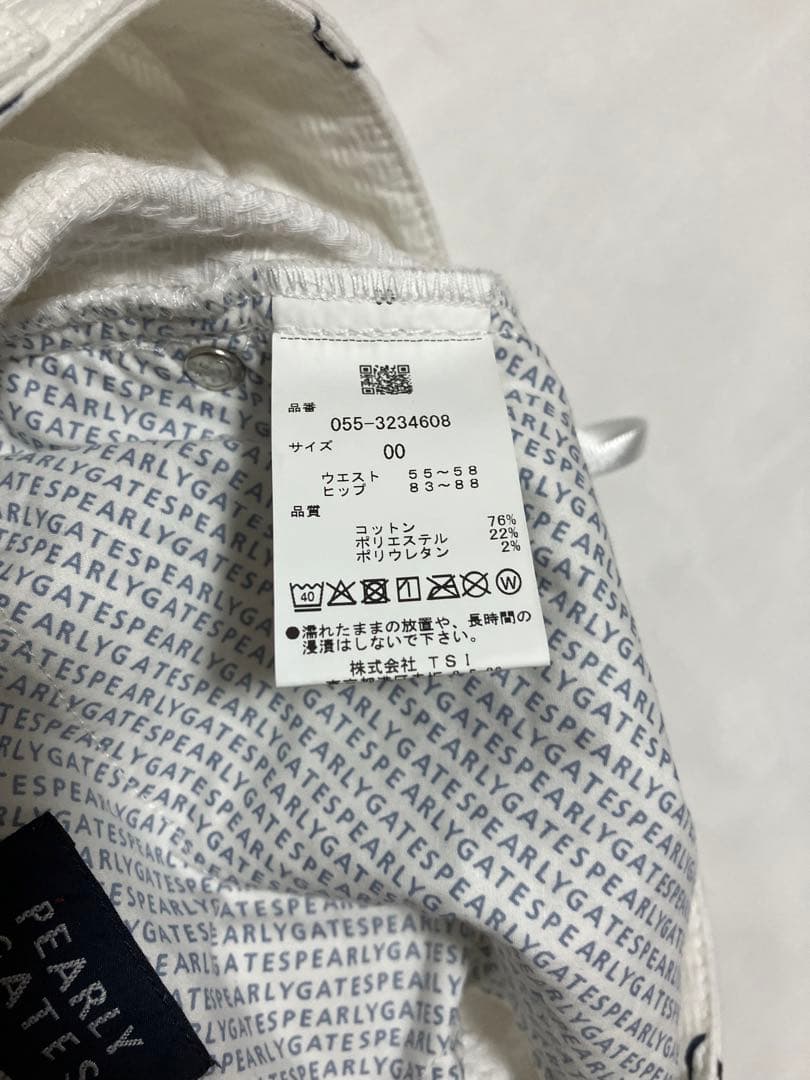 品番
055-3234608
サイズ
00
ウエスト 55～58
ヒップ 83～88
品質
コットン 76%
ポリエステル 22%
ポリウレタン 2%
40
W
●濡れたままの放置や、長時間の
浸漬はしないで下さい。
株式会社 TSI
PEARLY
GATES
PEARLYGATESPEARLYGATESPEARLYGATES